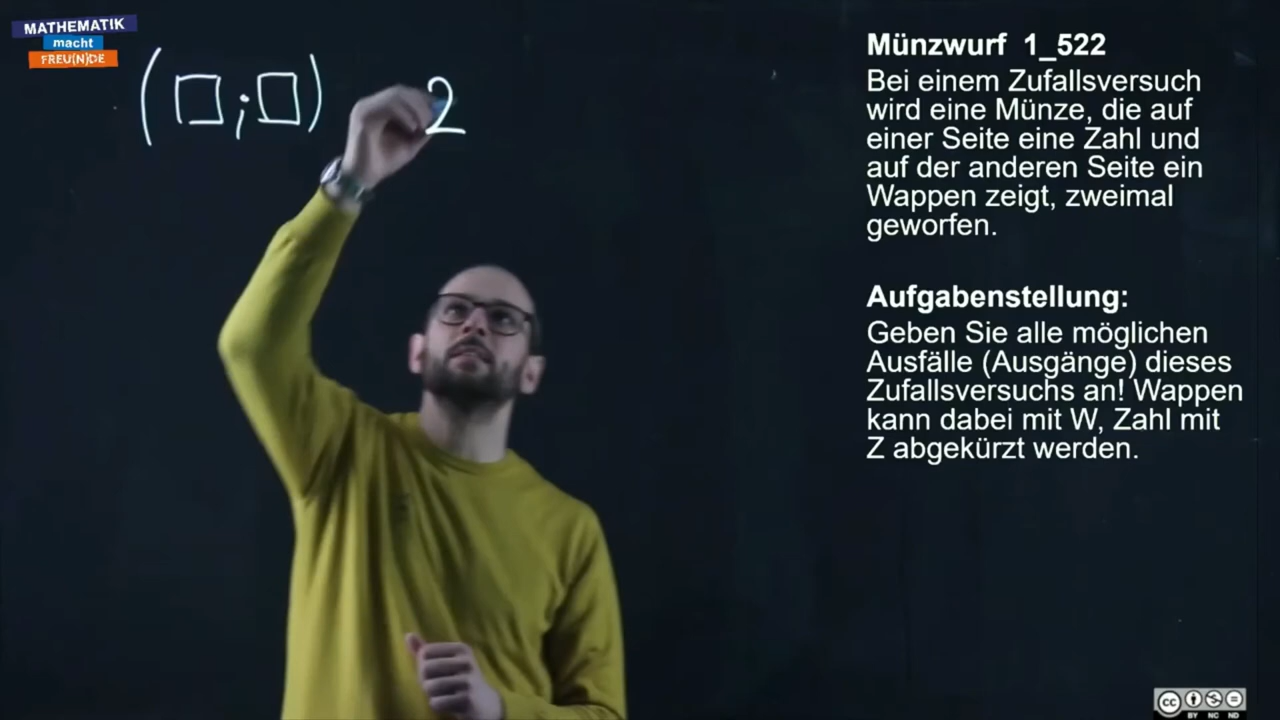 MATHEMATIK
macht
FREU(N)DE
(□;□) 2
Münzwurf 1_522
Bei einem Zufallsversuch
wird eine Münze, die auf
einer Seite eine Zahl und
auf der anderen Seite ein
Wappen zeigt, zweimal
geworfen.
Aufgabenstellung:
Geben Sie alle möglichen
Ausfälle (Ausgänge) dieses
Zufallsversuchs an! Wappen
kann dabei mit W, Zahl mit
Z abgekürzt werden.
cc
BY NC ND